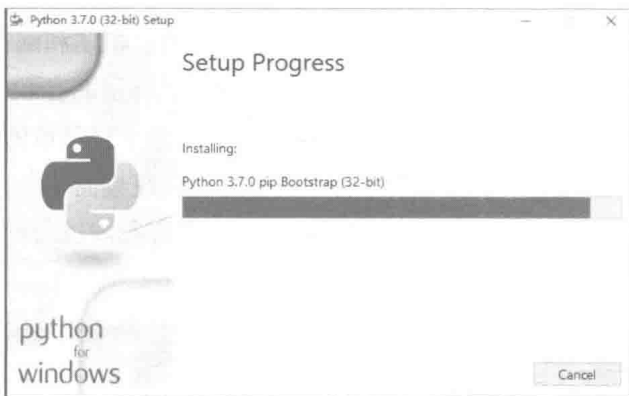 Python 3.7.0 (32-bit) Setup
Setup Progress
Installing:
Python 3.7.0 pip Bootstrap (32-bit)
python
for
windows
Cancel